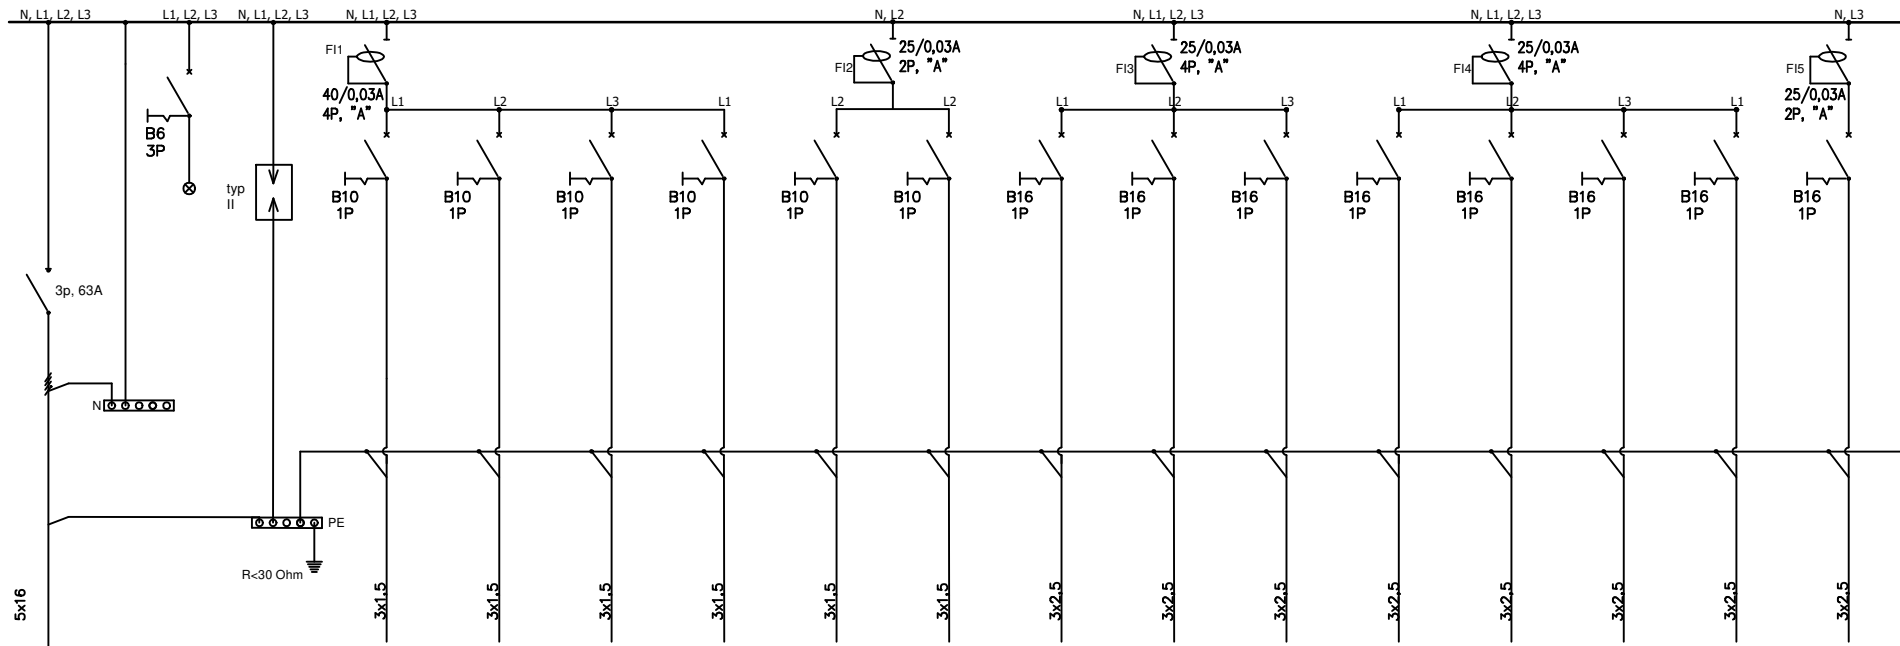 N, L1, L2, L3
L1, L2, L3
N, L1, L2, L3
N, L1, L2, L3
N, L2
N, L1, L2, L3
N, L1, L2, L3
N, L3
FI1
40/0,03A
4P, "A"
FI2
25/0,03A
2P, "A"
FI3
25/0,03A
4P, "A"
FI4
25/0,03A
4P, "A"
FI5
25/0,03A
2P, "A"
L1
L2
L3
L1
L2
L2
L1
L2
L3
L1
L2
L3
L1
B6
3P
typ
II
B10
1P
B10
1P
B10
1P
B10
1P
B10
1P
B10
1P
B16
1P
B16
1P
B16
1P
B16
1P
B16
1P
B16
1P
B16
1P
B16
1P
3p, 63A
N
PE
R<30 Ohm
5x16
3x1,5
3x1,5
3x1,5
3x1,5
3x1,5
3x1,5
3x2,5
3x2,5
3x2,5
3x2,5
3x2,5
3x2,5
3x2,5
3x2,5